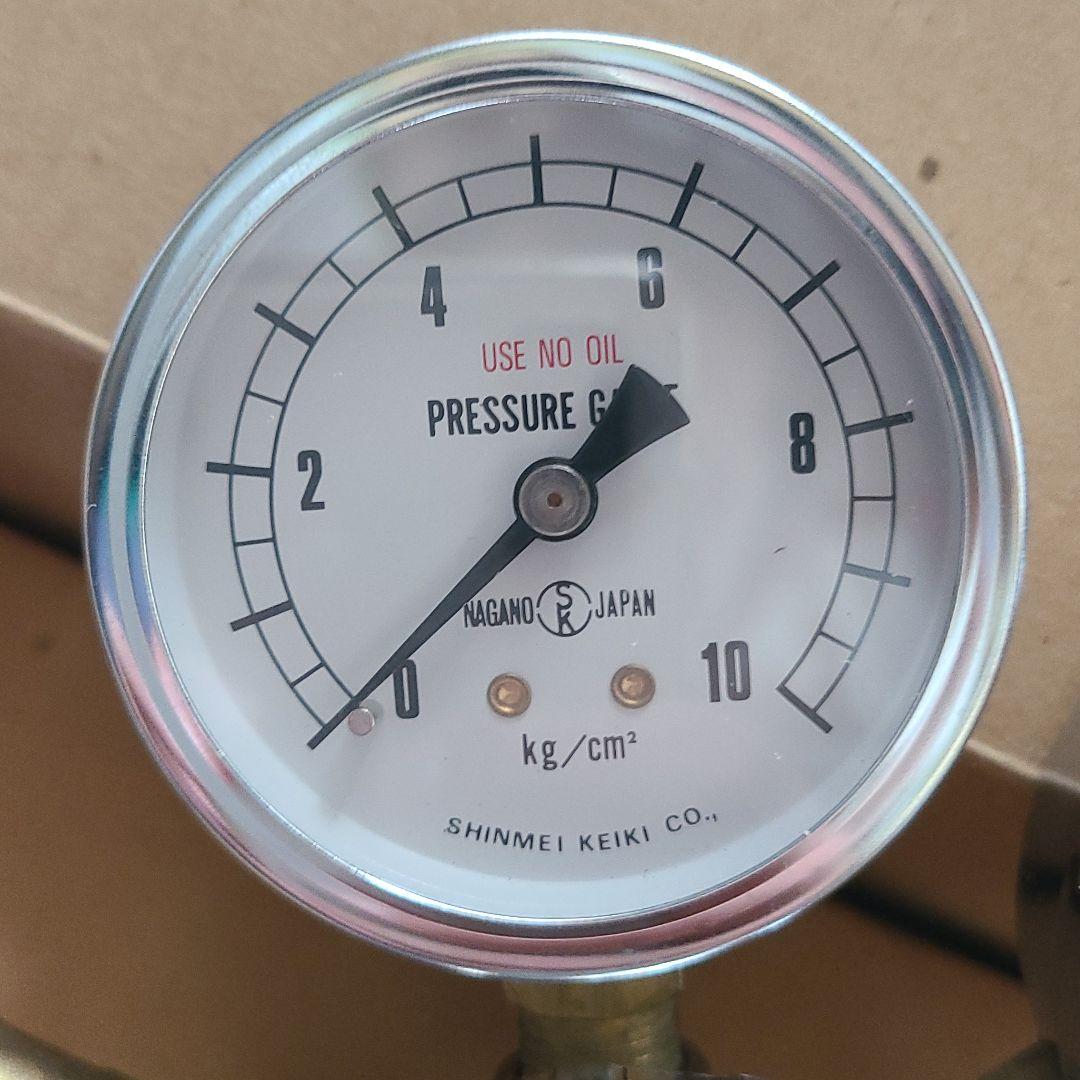 4 6
USE NO OIL
PRESSURE
2 8
NAGANO SK JAPAN
0 10
kg/cm²
SHINMEI KEIKI CO.,